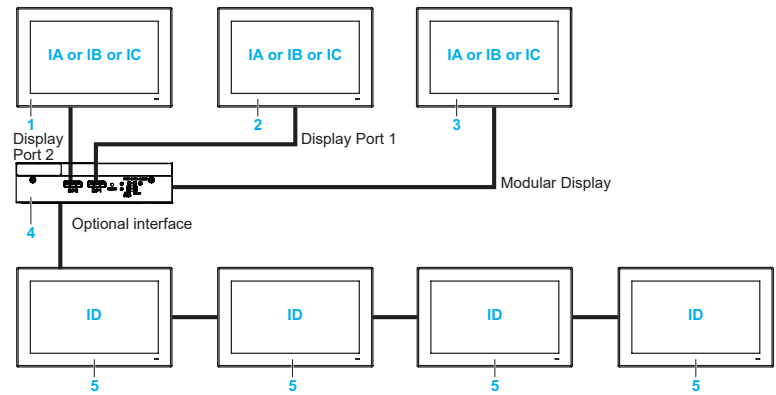 IA or IB or IC
IA or IB or IC
IA or IB or IC
1
2
3
Display
Port 2
Display Port 1
Modular Display
4
Optional interface
ID
ID
ID
ID
5
5
5
5